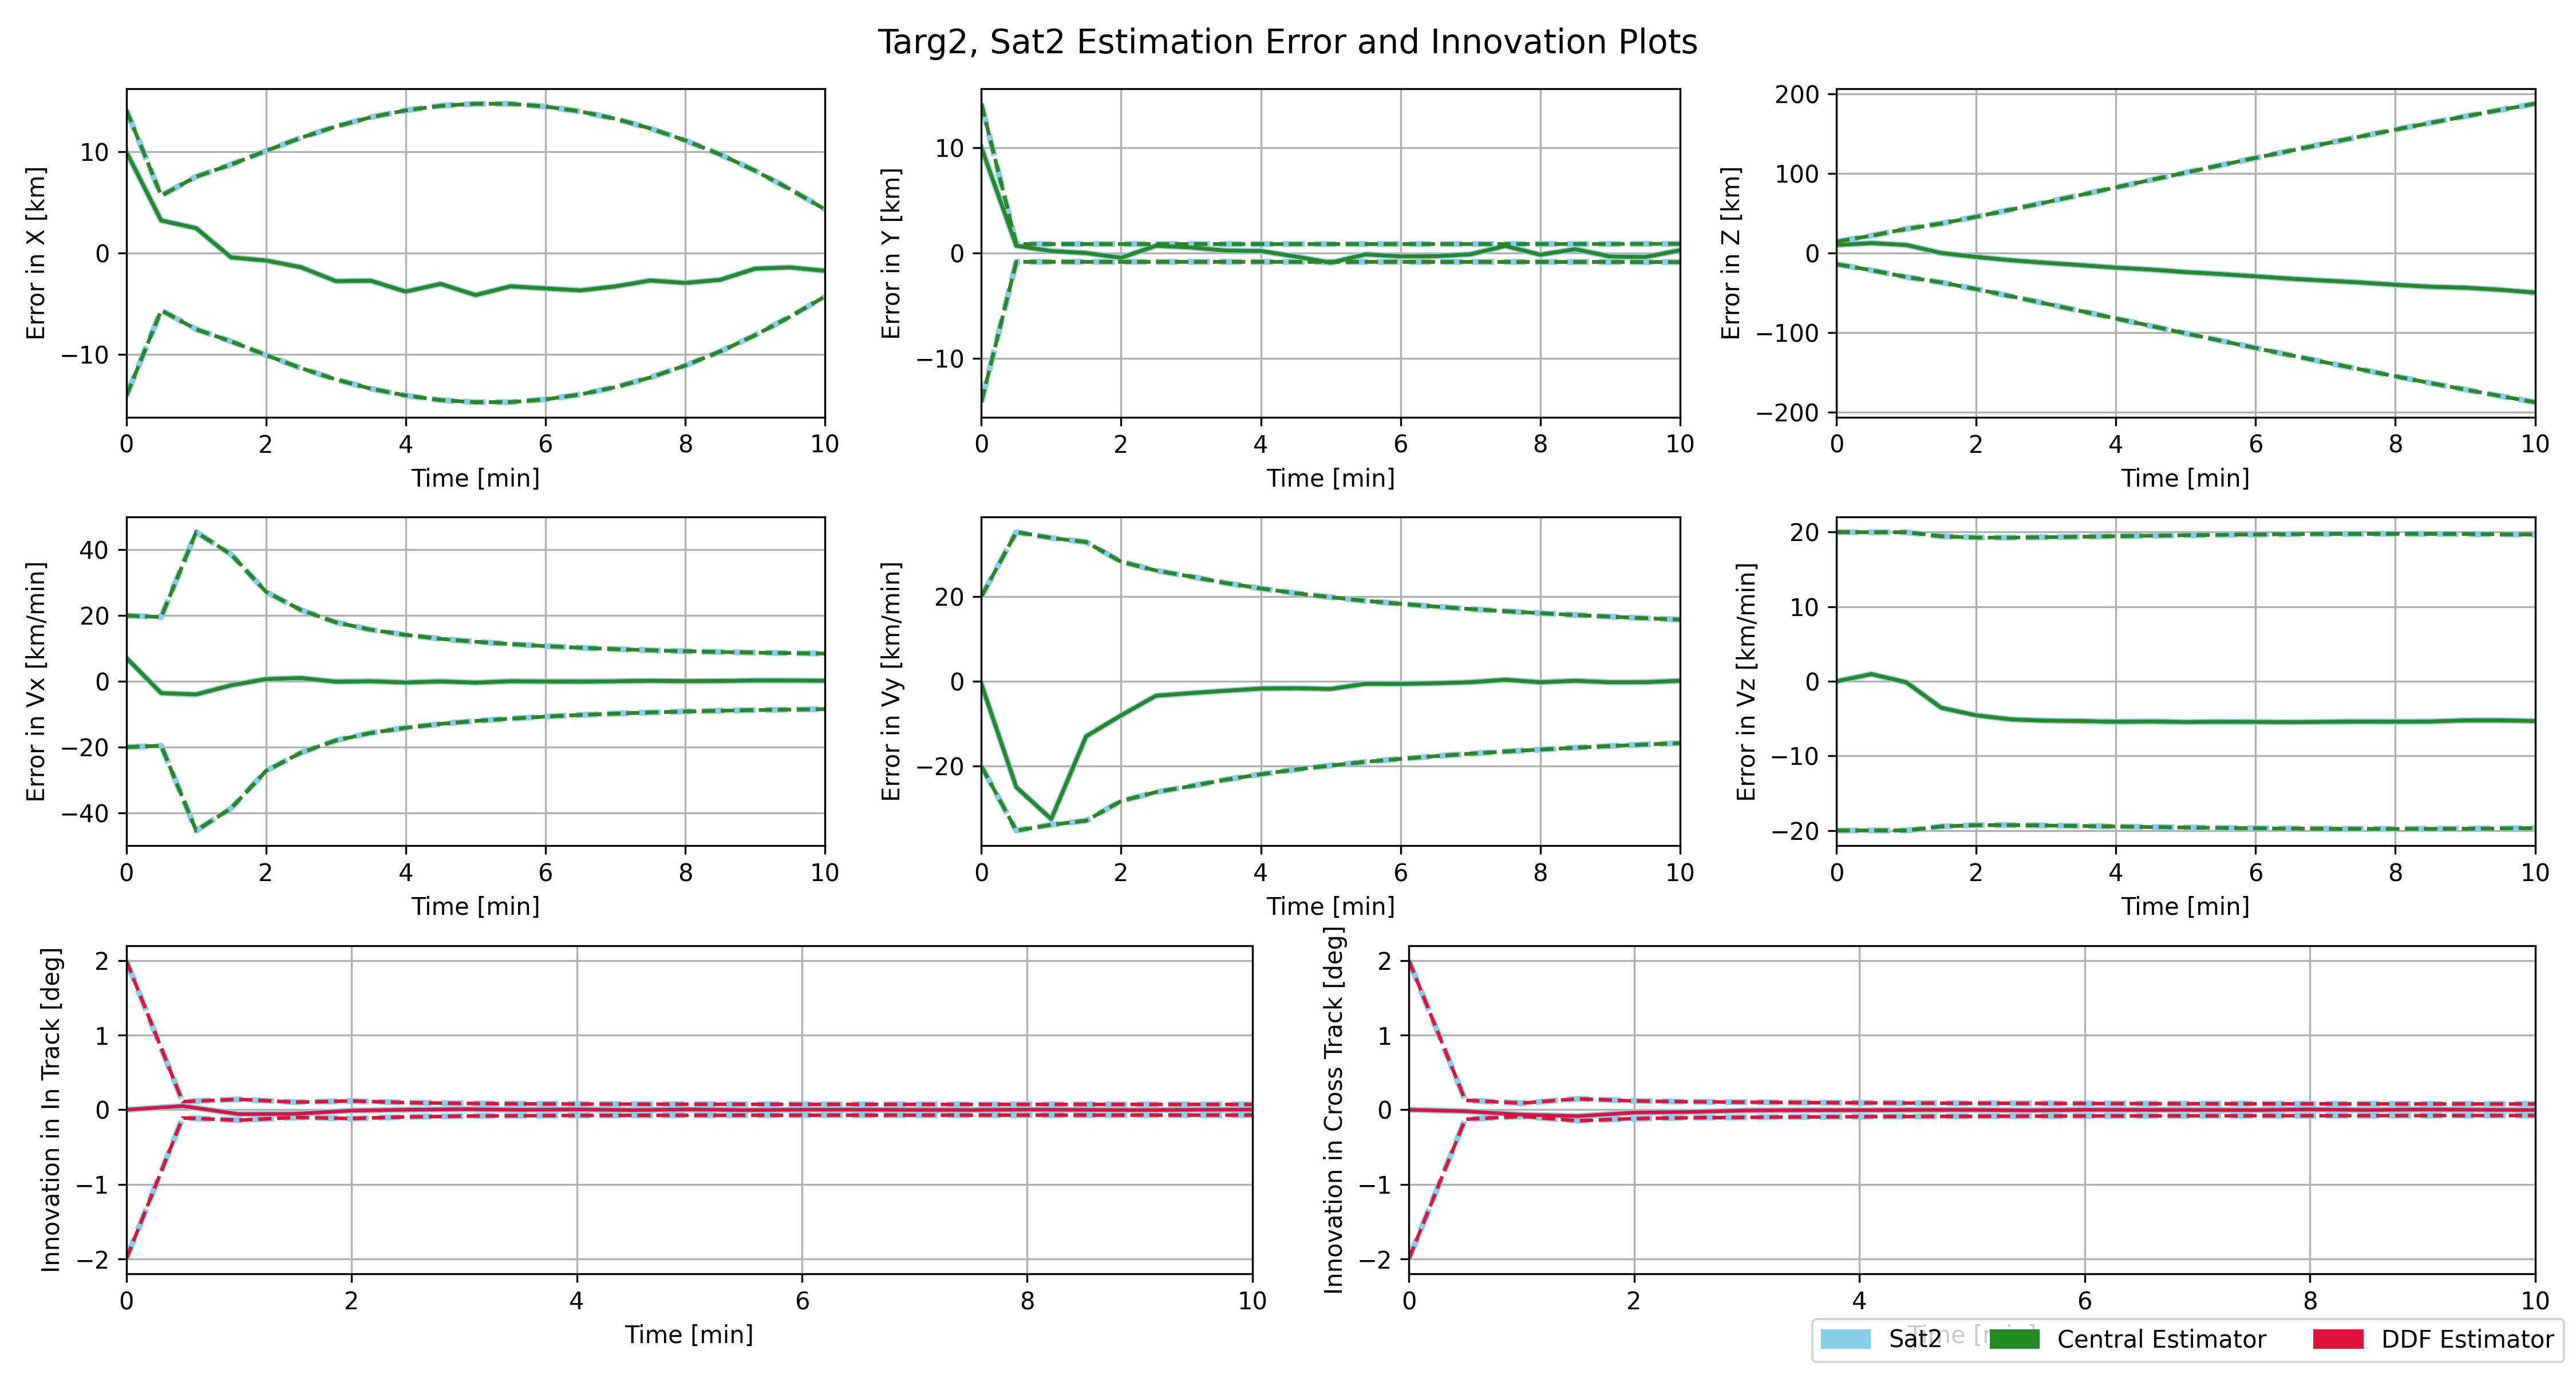 Targ2, Sat2 Estimation Error and Innovation Plots
Error in X [km]
10
0
−10
0 2 4 6 8 10
Time [min]
Error in Y [km]
10
0
−10
0 2 4 6 8 10
Time [min]
Error in Z [km]
200
100
0
−100
−200
0 2 4 6 8 10
Time [min]
Error in Vx [km/min]
40
20
0
−20
−40
0 2 4 6 8 10
Time [min]
Error in Vy [km/min]
20
0
−20
0 2 4 6 8 10
Time [min]
Error in Vz [km/min]
20
10
0
−10
−20
0 2 4 6 8 10
Time [min]
Innovation in In Track [deg]
2
1
0
−1
−2
0 2 4 6 8 10
Time [min]
Innovation in Cross Track [deg]
2
1
0
−1
−2
0 2 4 6 8 10
Time [min]
Sat2 Central Estimator DDF Estimator